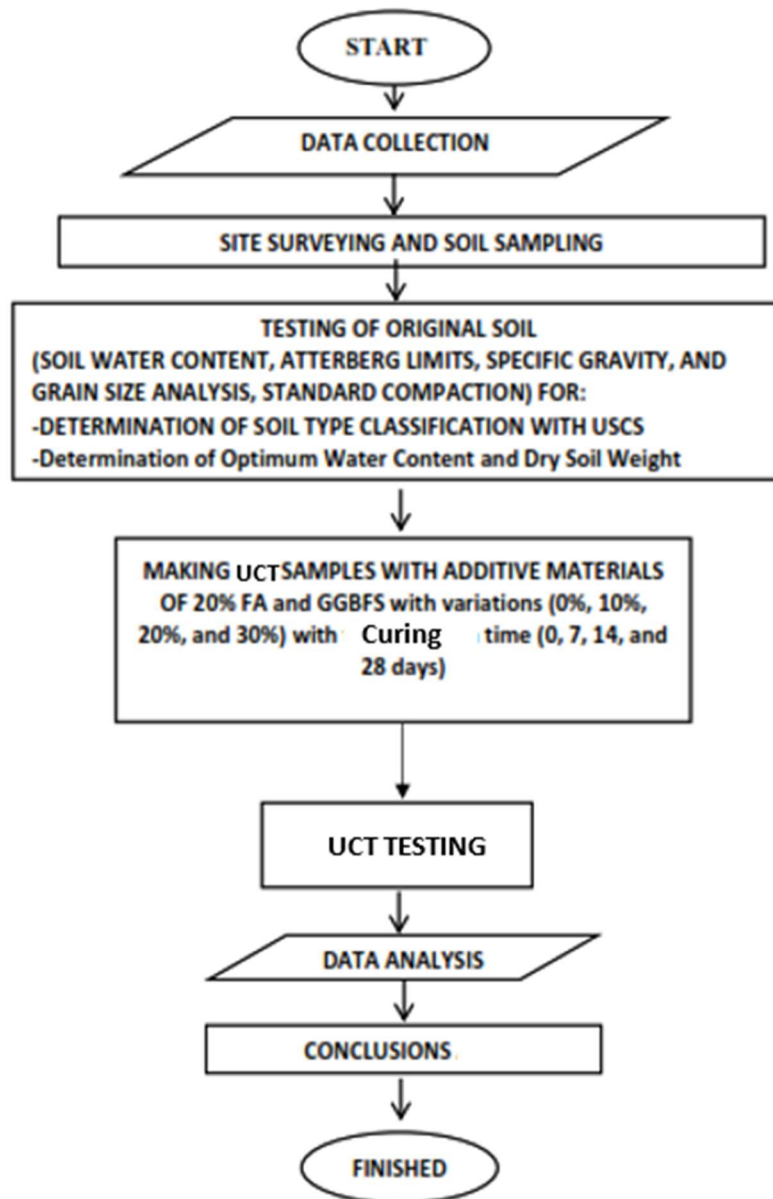 START
DATA COLLECTION
SITE SURVEYING AND SOIL SAMPLING
TESTING OF ORIGINAL SOIL
(SOIL WATER CONTENT, ATTERBERG LIMITS, SPECIFIC GRAVITY, AND
GRAIN SIZE ANALYSIS, STANDARD COMPACTION) FOR:
-DETERMINATION OF SOIL TYPE CLASSIFICATION WITH USCS
-Determination of Optimum Water Content and Dry Soil Weight
MAKING UCT SAMPLES WITH ADDITIVE MATERIALS
OF 20% FA and GGBFS with variations (0%, 10%,
20%, and 30%) with Curing time (0, 7, 14, and
28 days)
UCT TESTING
DATA ANALYSIS
CONCLUSIONS
FINISHED